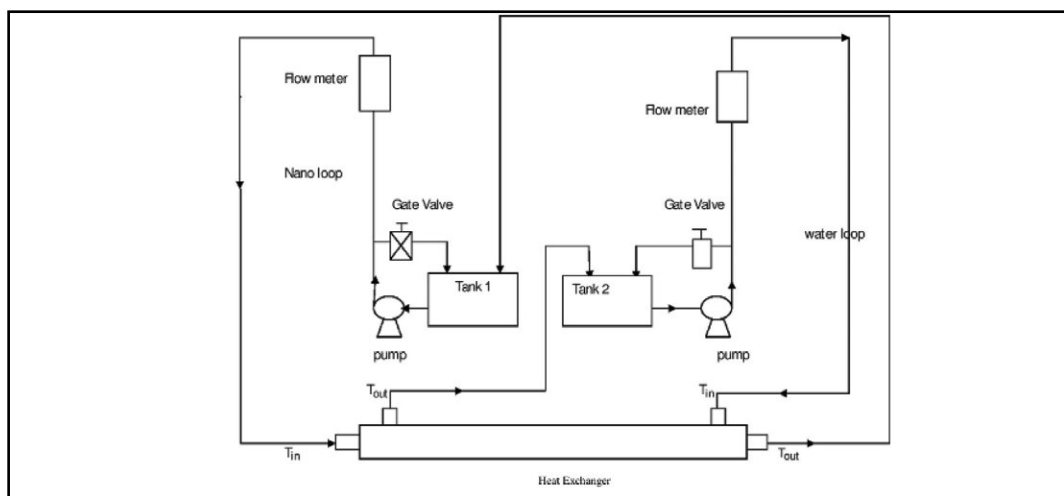 Flow meter
Flow meter
Nano loop
Gate Valve
Gate Valve
water loop
Tank 1
Tank 2
pump
pump
Tout
Tin
Tin
Tout
Heat Exchanger